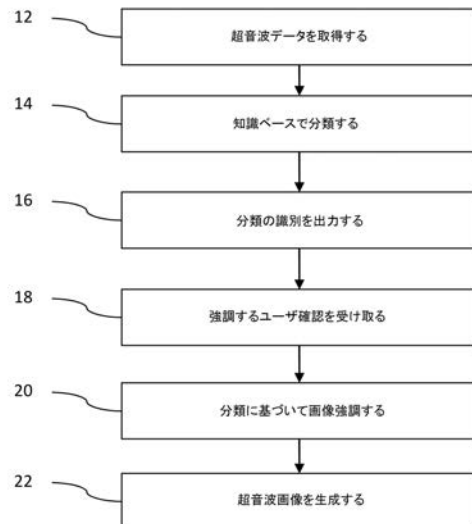 12 超音波データを取得する
14 知識ベースで分類する
16 分類の識別を出力する
18 強調するユーザ確認を受け取る
20 分類に基づいて画像強調する
22 超音波画像を生成する